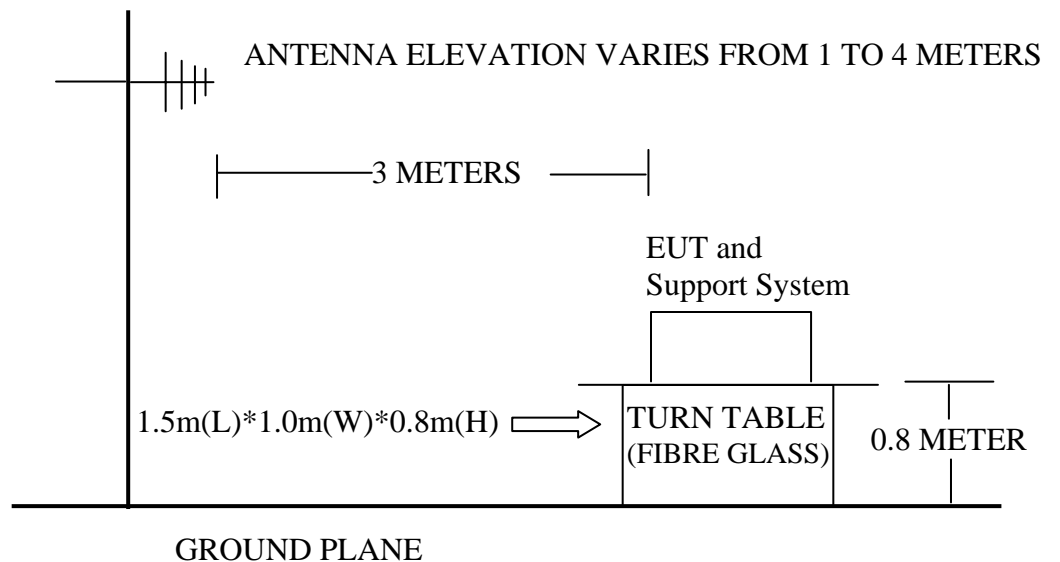 ANTENNA ELEVATION VARIES FROM 1 TO 4 METERS
3 METERS
EUT and
Support System
1.5m(L)*1.0m(W)*0.8m(H)
TURN TABLE
(FIBRE GLASS)
0.8 METER
GROUND PLANE